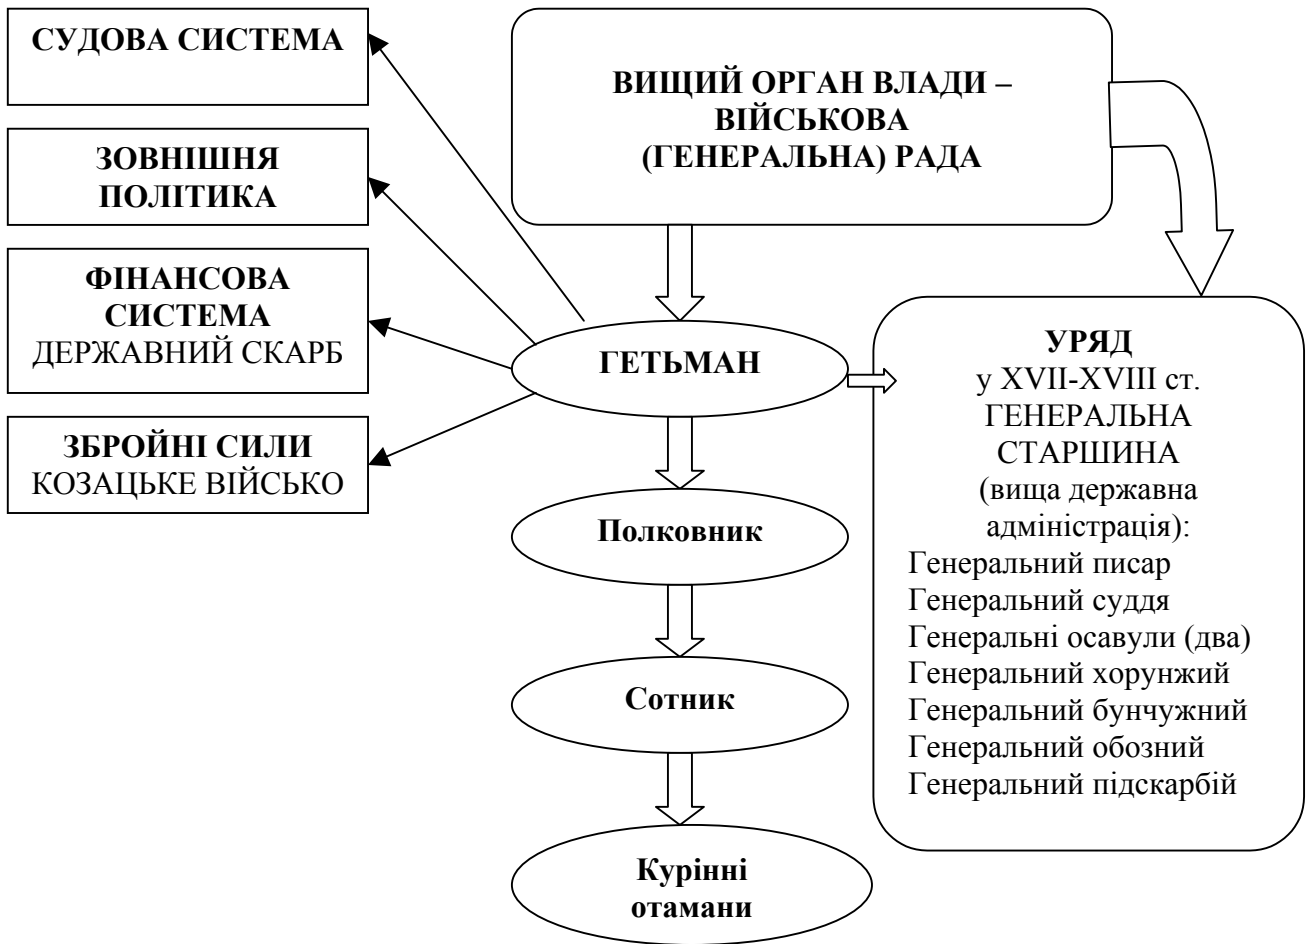 СУДОВА СИСТЕМА
ЗОВНІШНЯ
ПОЛІТИКА
ФІНАНСОВА
СИСТЕМА
ДЕРЖАВНИЙ СКАРБ
ЗБРОЙНІ СИЛИ
КОЗАЦЬКЕ ВІЙСЬКО
ВИЩИЙ ОРГАН ВЛАДИ –
ВІЙСЬКОВА
(ГЕНЕРАЛЬНА) РАДА
ГЕТЬМАН
Полковник
Сотник
Курінні
отамани
УРЯД
у XVII-XVIII ст.
ГЕНЕРАЛЬНА
СТАРШИНА
(вища державна
адміністрація):
Генеральний писар
Генеральний суддя
Генеральні осавули (два)
Генеральний хорунжий
Генеральний бунчужний
Генеральний обозний
Генеральний підскарбій